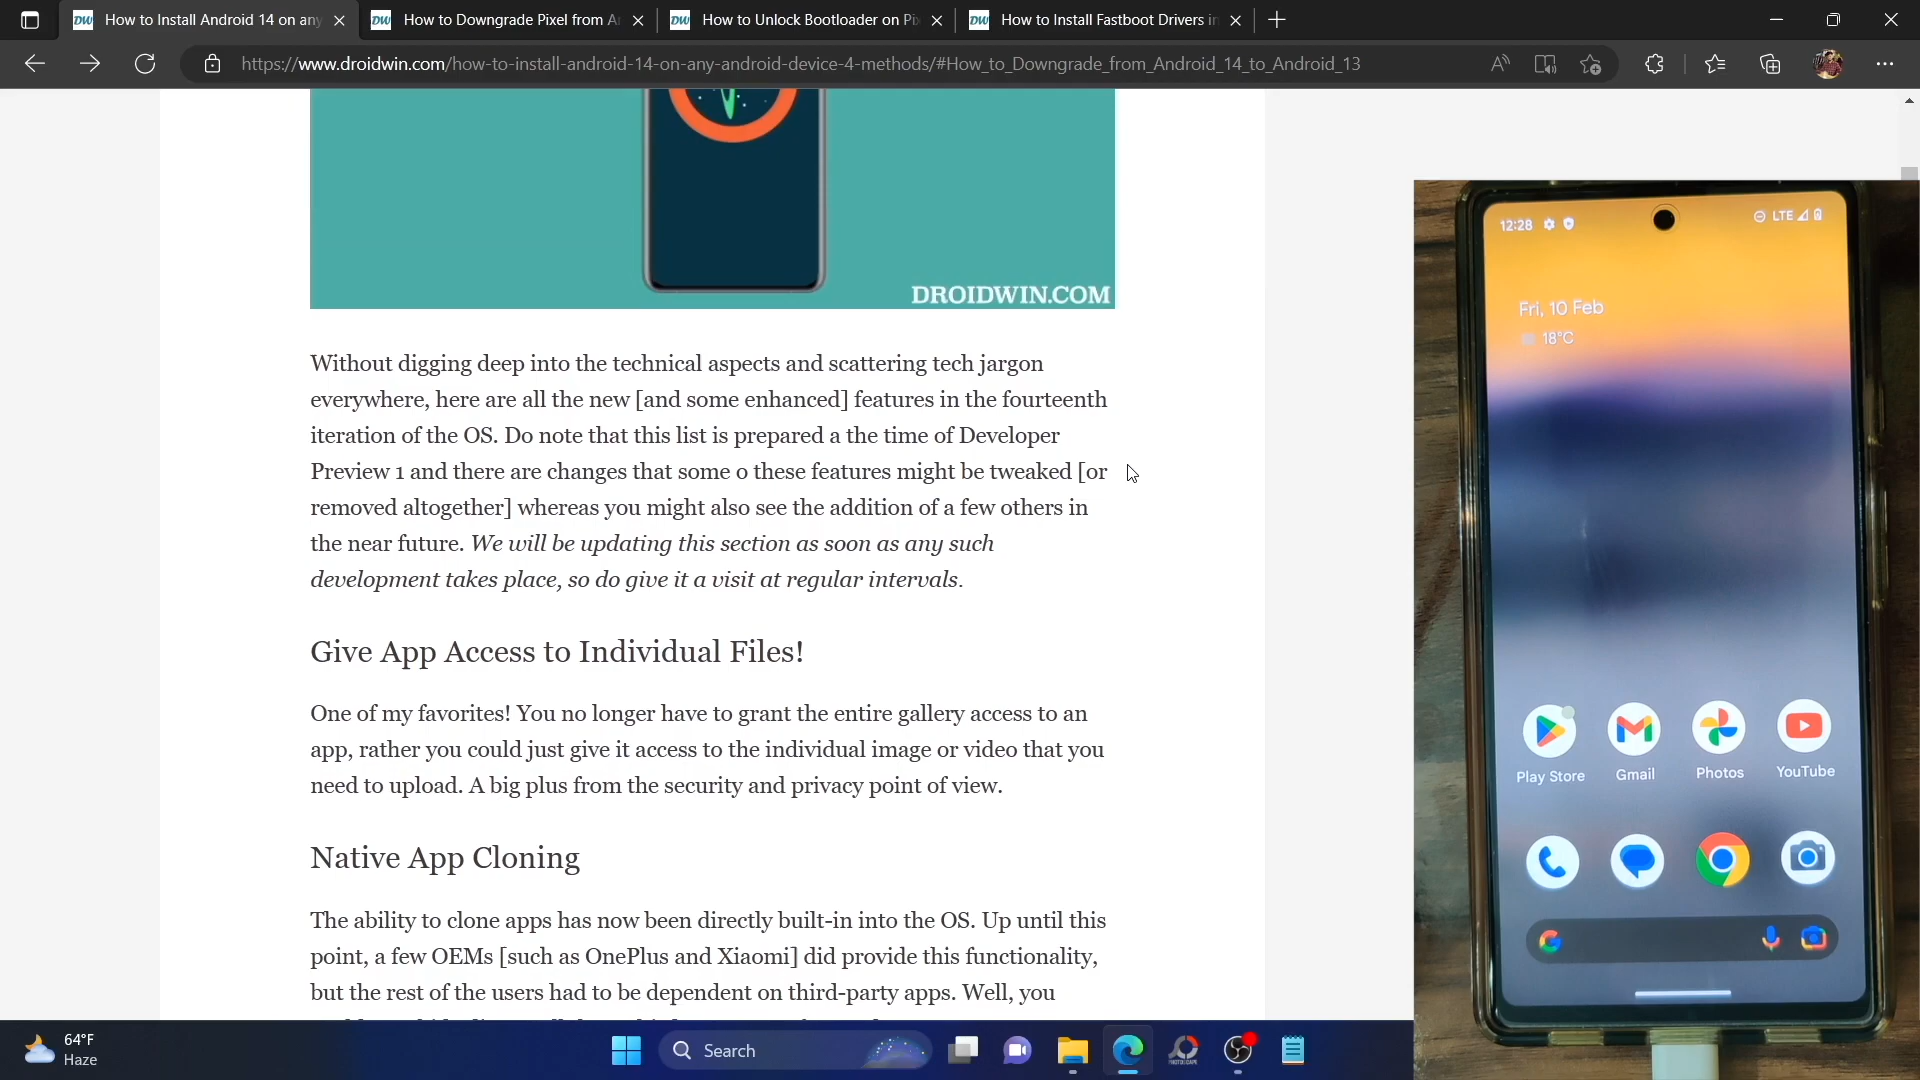 DW How to Install Android 14 on any
DW How to Downgrade Pixel from A
DW How to Unlock Bootloader on Pi
DW How to Install Fastboot Drivers i
https://www.droidwin.com/how-to-install-android-14-on-any-android-device-4-methods/#How_to_Downgrade_from_Android_14_to_Android_13
DROIDWIN.COM
Without digging deep into the technical aspects and scattering tech jargon
everywhere, here are all the new [and some enhanced] features in the fourteenth
iteration of the OS. Do note that this list is prepared a the time of Developer
Preview 1 and there are changes that some o these features might be tweaked [or
removed altogether] whereas you might also see the addition of a few others in
the near future. We will be updating this section as soon as any such
development takes place, so do give it a visit at regular intervals.
Give App Access to Individual Files!
One of my favorites! You no longer have to grant the entire gallery access to an
app, rather you could just give it access to the individual image or video that you
need to upload. A big plus from the security and privacy point of view.
Native App Cloning
The ability to clone apps has now been directly built-in into the OS. Up until this
point, a few OEMs [such as OnePlus and Xiaomi] did provide this functionality,
but the rest of the users had to be dependent on third-party apps. Well, you
12:28
LTE
Fri, 10 Feb
18°C
Play Store
Gmail
Photos
YouTube
64°F
Haze
Search